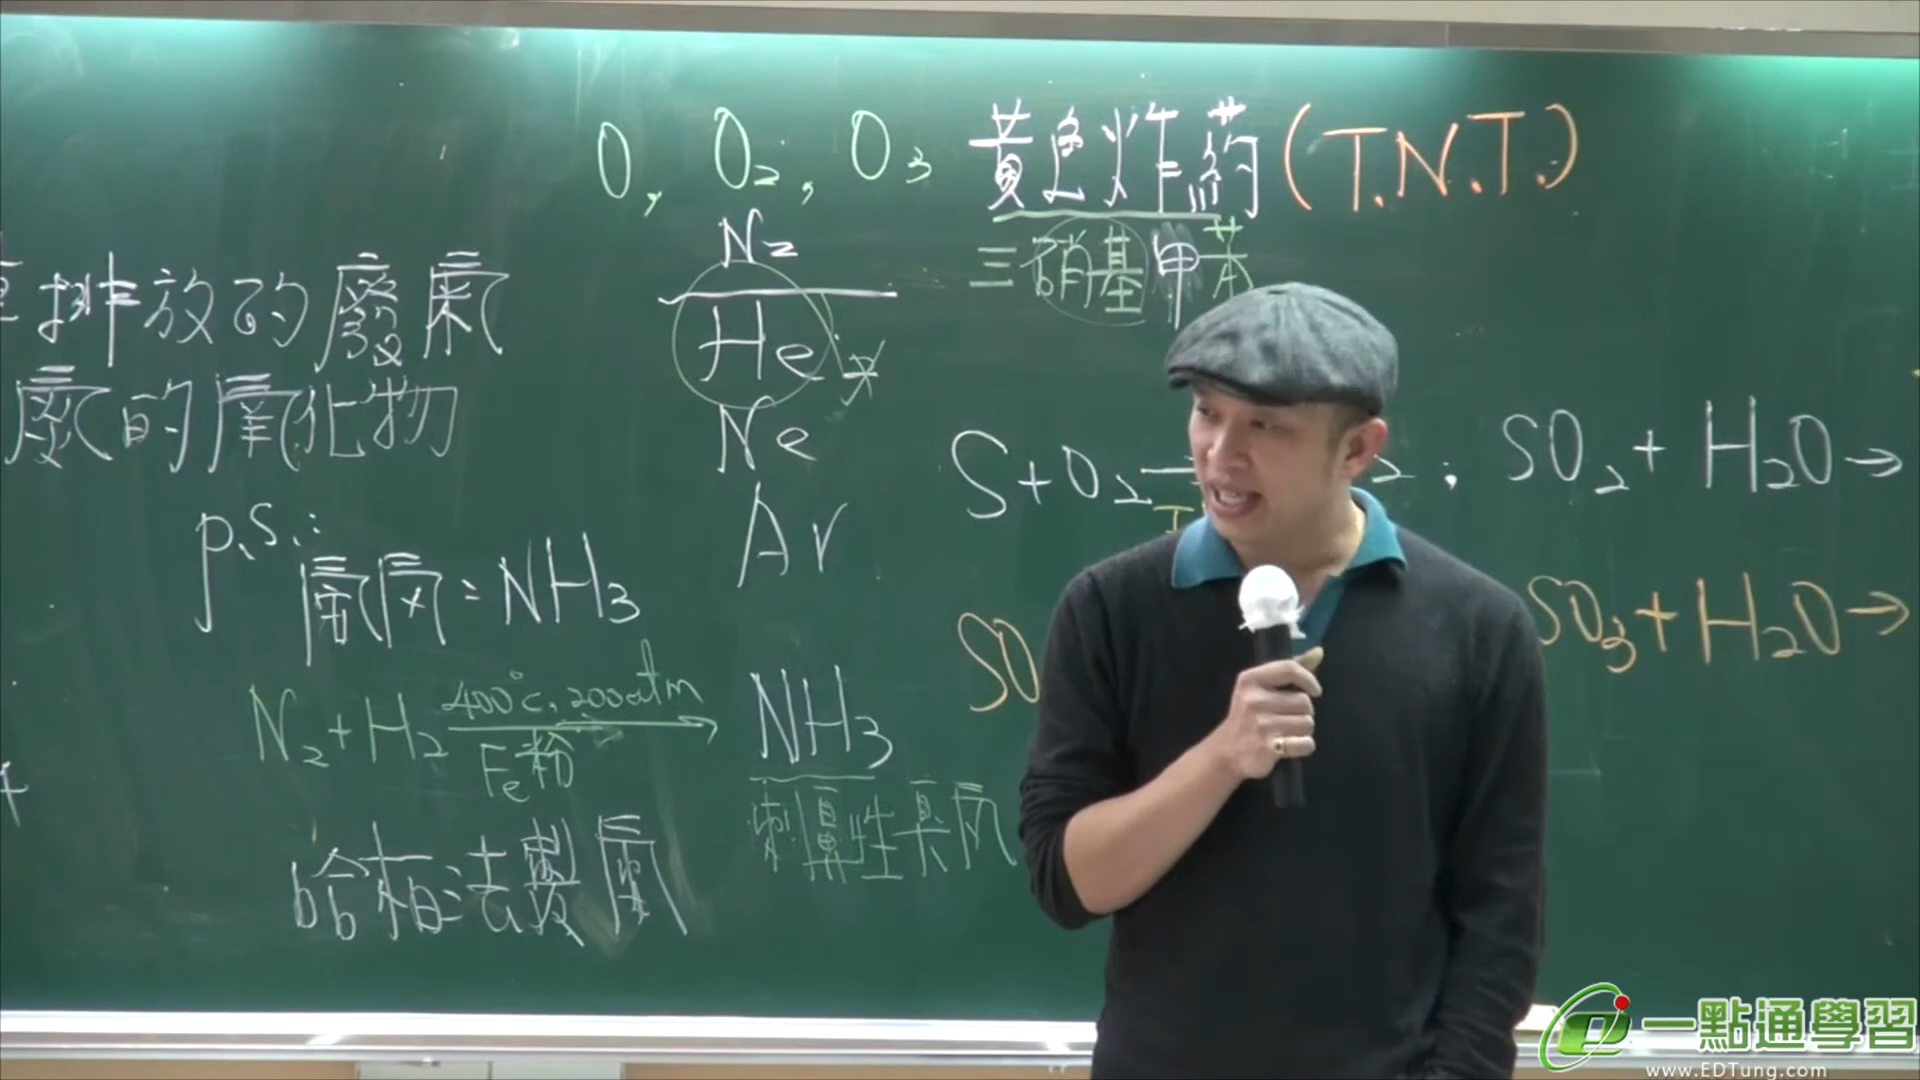 O, O₂, O₃
黃色炸藥(T.N.T.)
三硝基甲苯
N₂
He
Ne
Ar
排放的廢氣
氮的氧化物
p.s.:
氨氣:NH₃
N₂+H₂
400°C, 200atm
Fe粉
NH₃
刺鼻性臭
哈柏法製氨
S+O₂
2 ; SO₂+H₂O→
SO
SO₃+H₂O→
一點通學習
www.EDTung.com